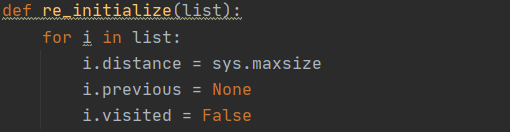 def re_initialize(list):
    for i in list:
        i.distance = sys.maxsize
        i.previous = None
        i.visited = False